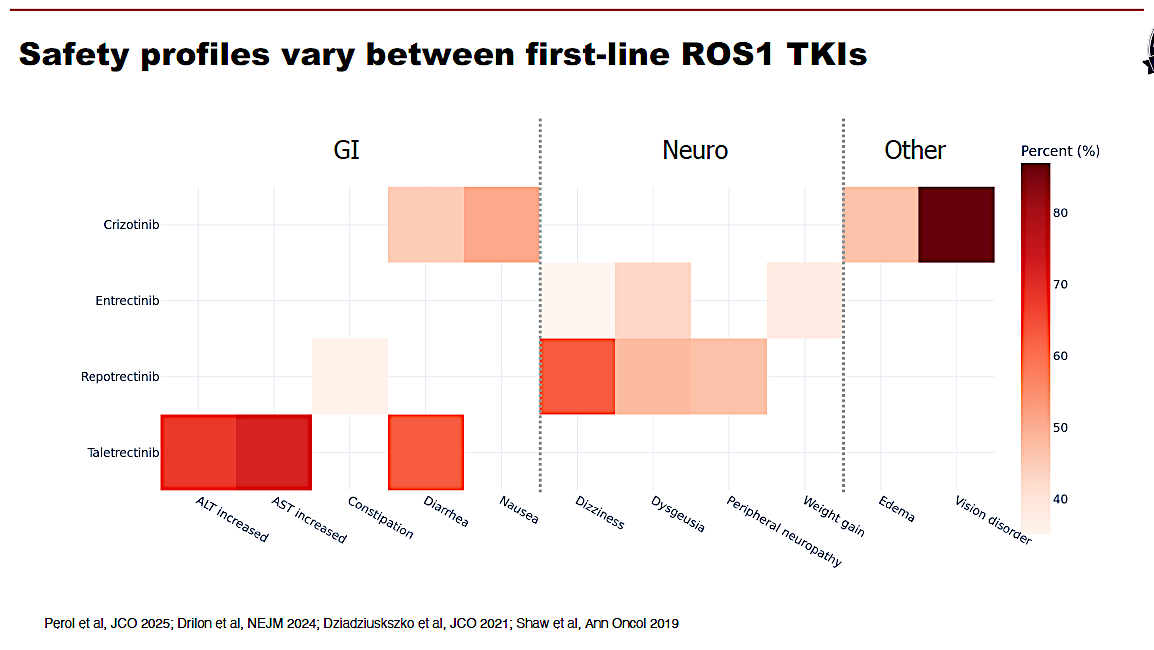 Safety profiles vary between first-line ROS1 TKIs
GI
Neuro
Other
Percent (%)
80
70
60
50
40
Crizotinib
Entrectinib
Repotrectinib
Taletrectinib
ALT increased
AST increased
Constipation
Diarrhea
Nausea
Dizziness
Dysgeusia
Peripheral neuropathy
Weight gain
Edema
Vision disorder
Perol et al, JCO 2025; Drilon et al, NEJM 2024; Dziadziuskszko et al, JCO 2021; Shaw et al, Ann Oncol 2019